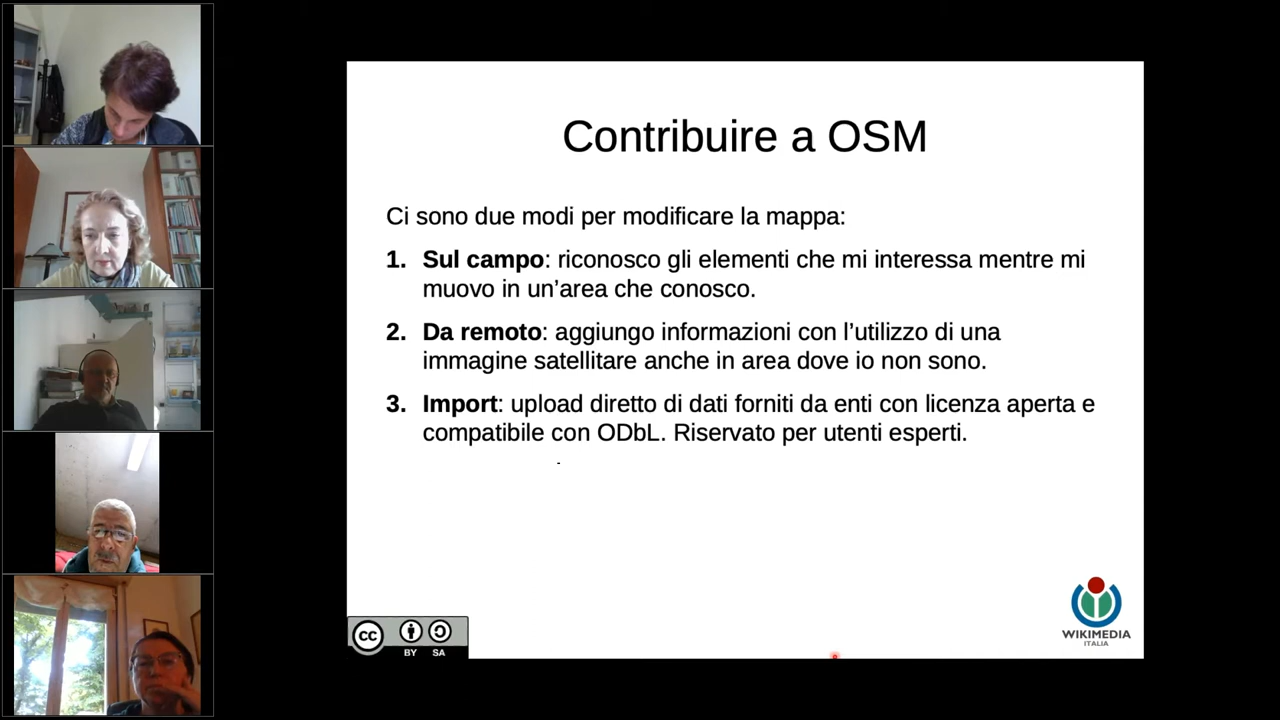 Contribuire a OSM
Ci sono due modi per modificare la mappa:
1. Sul campo: riconosco gli elementi che mi interessa mentre mi
muovo in un’area che conosco.
2. Da remoto: aggiungo informazioni con l’utilizzo di una
immagine satellitare anche in area dove io non sono.
3. Import: upload diretto di dati forniti da enti con licenza aperta e
compatibile con ODbL. Riservato per utenti esperti.
cc
BY SA
WIKIMEDIA
ITALIA